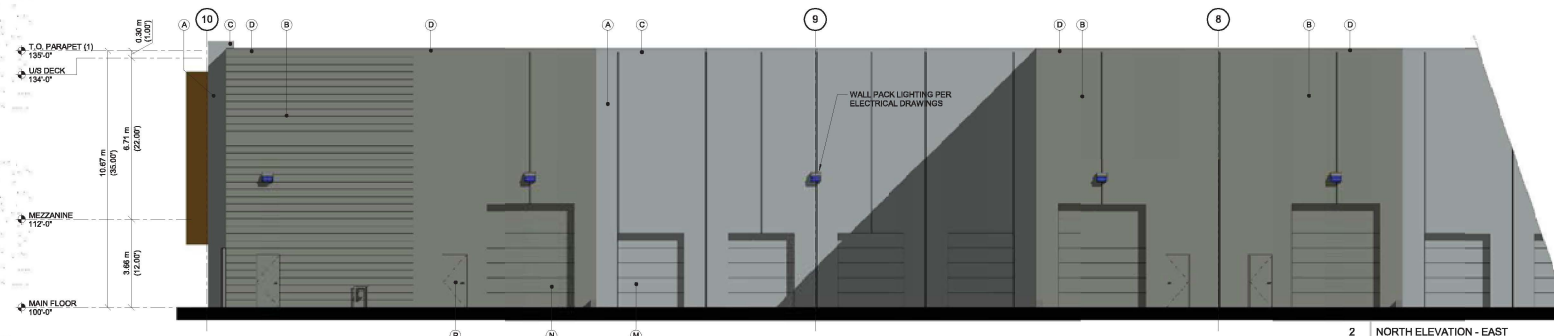 10
9
8
A
C
D
B
D
A
C
D
B
B
D
0.30 m
(1.00')
T.O. PARAPET (1)
135'-0"
U/S DECK
134'-0"
WALL PACK LIGHTING PER
ELECTRICAL DRAWINGS
10.67 m
(35.00')
6.71 m
(22.00')
MEZZANINE
112'-0"
3.66 m
(12.00')
MAIN FLOOR
100'-0"
P
N
M
2 NORTH ELEVATION - EAST